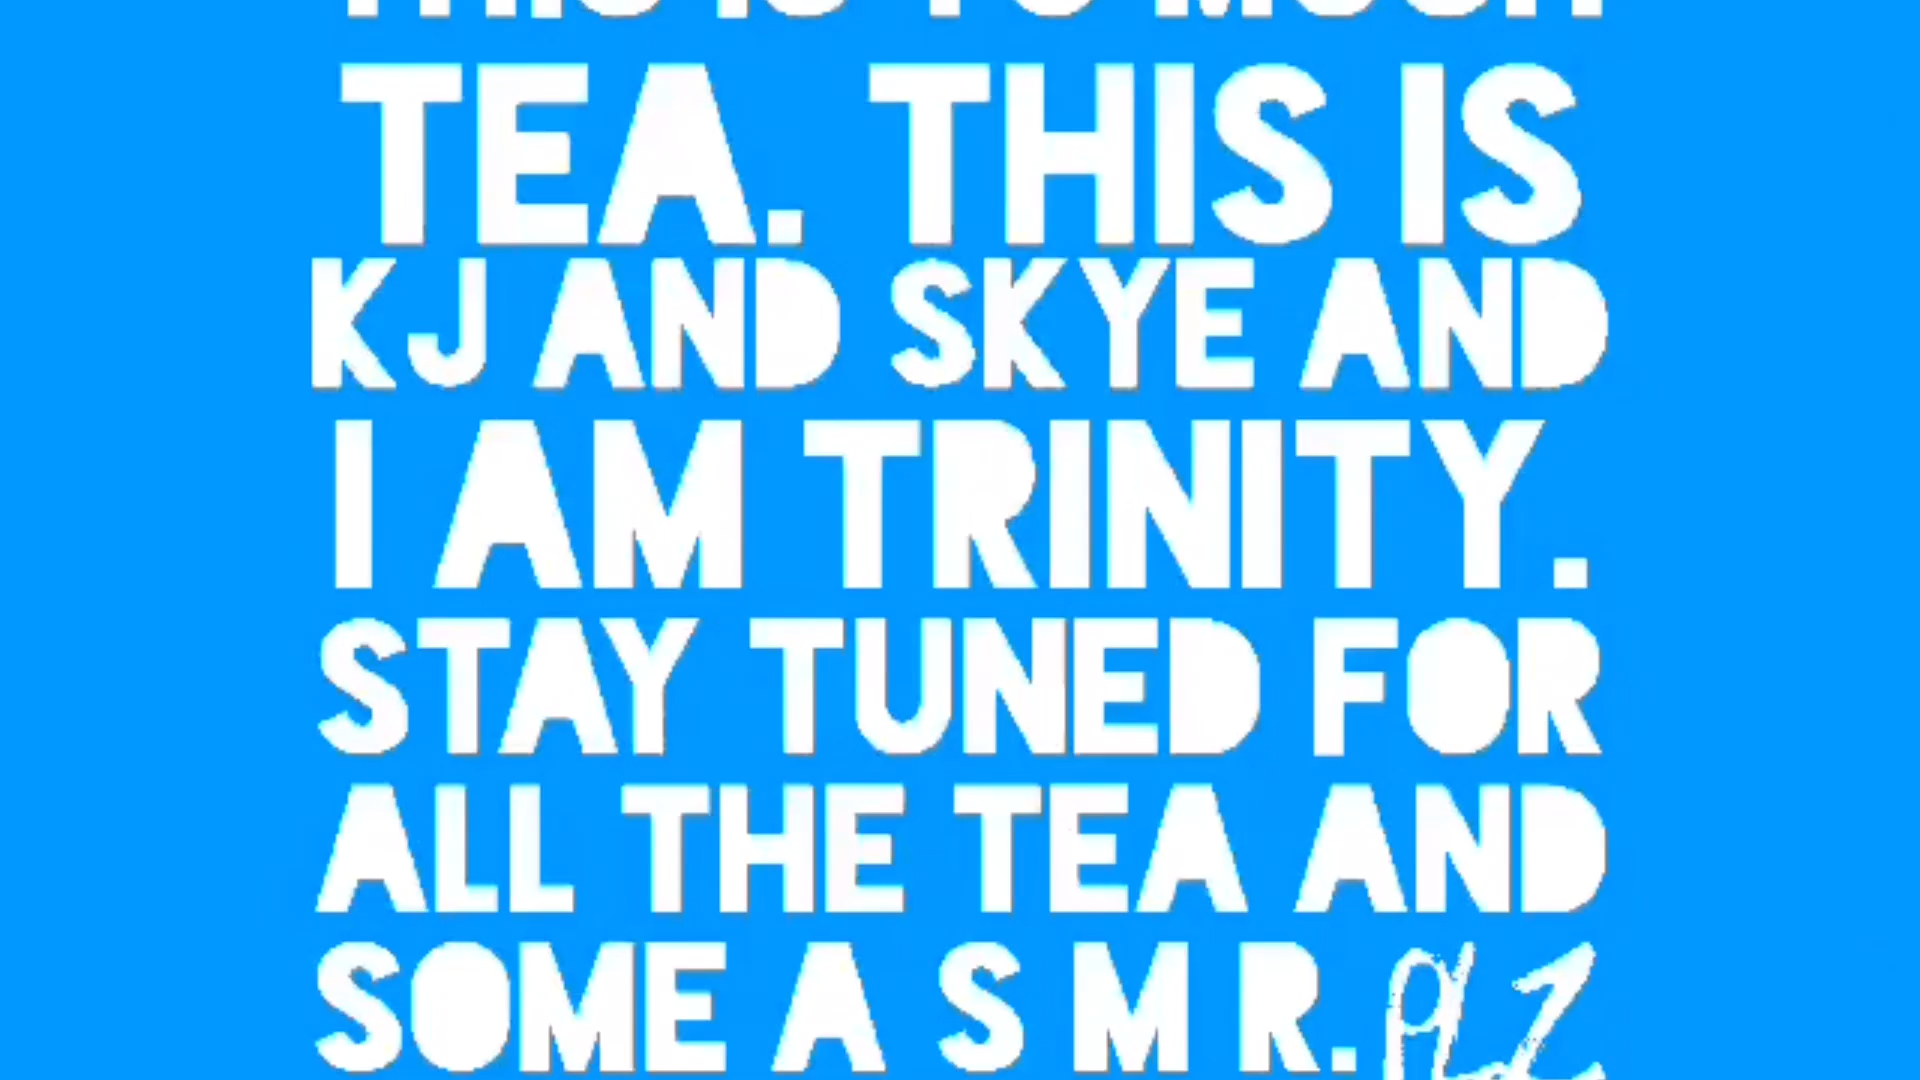 THIS IS TO MUCH
TEA. THIS IS
KJ AND SKYE AND
I AM TRINITY.
STAY TUNED FOR
ALL THE TEA AND
SOME A S M R. PLZ